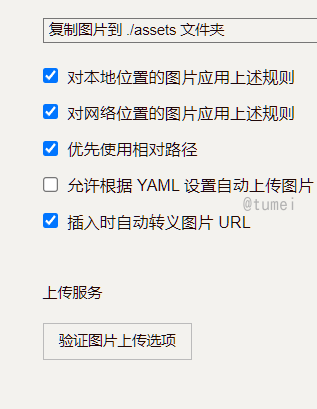 复制图片到 ./assets 文件夹
对本地位置的图片应用上述规则
对网络位置的图片应用上述规则
优先使用相对路径
允许根据 YAML 设置自动上传图片
@tumei
插入时自动转义图片 URL
上传服务
验证图片上传选项